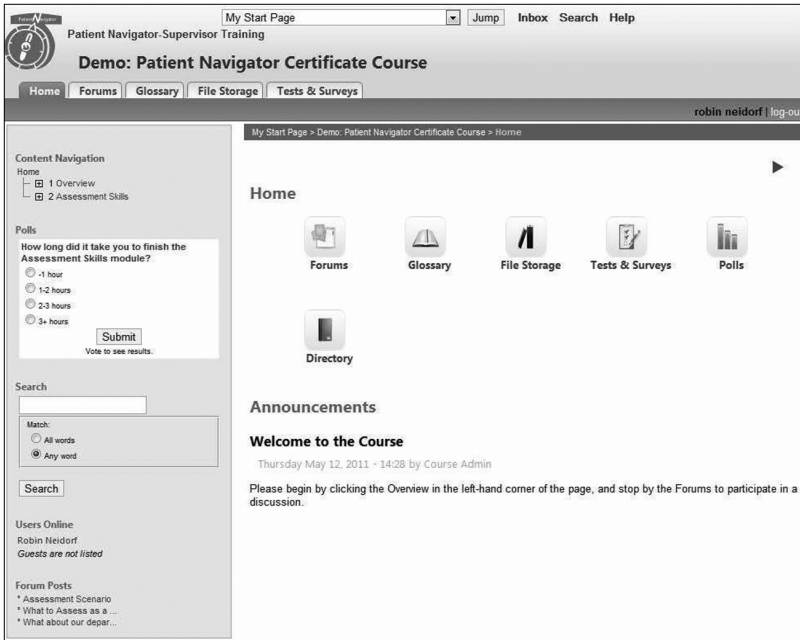 Patient Navigator
My Start Page
Jump
Inbox Search Help
Patient Navigator-Supervisor Training
Demo: Patient Navigator Certificate Course
Home Forums Glossary File Storage Tests & Surveys
robin neidorf | log-ou
My Start Page > Demo: Patient Navigator Certificate Course > Home
Content Navigation
Home
1 Overview
2 Assessment Skills
Polls
How long did it take you to finish the
Assessment Skills module?
-1 hour
1-2 hours
2-3 hours
3+ hours
Submit
Vote to see results.
Search
Match:
All words
Any word
Search
Users Online
Robin Neidorf
Guests are not listed
Forum Posts
* Assessment Scenario
* What to Assess as a ...
* What about our depar...
Home
Forums
Glossary
File Storage
Tests & Surveys
Polls
Directory
Announcements
Welcome to the Course
Thursday May 12, 2011 - 14:28 by Course Admin
Please begin by clicking the Overview in the left-hand corner of the page, and stop by the Forums to participate in a
discussion.